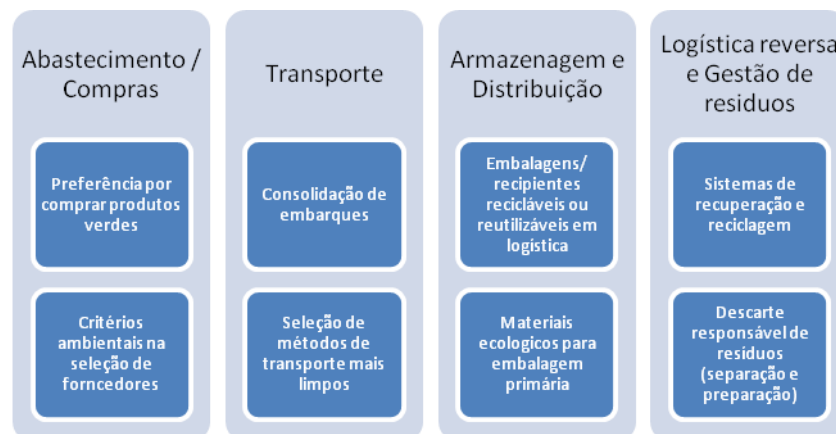 Abastecimento /
Compras
Preferência por
comprar produtos
verdes
Critérios
ambientais na
seleção de
forncedores
Transporte
Consolidação de
embarques
Seleção de
métodos de
transporte mais
limpos
Armazenagem e
Distribuição
Embalagens/
recipientes
recicláveis ou
reutilizáveis em
logística
Materiais
ecologicos para
embalagem
primária
Logística reversa
e Gestão de
residuos
Sistemas de
recuperação e
reciclagem
Descarte
responsável de
resíduos
(separação e
preparação)